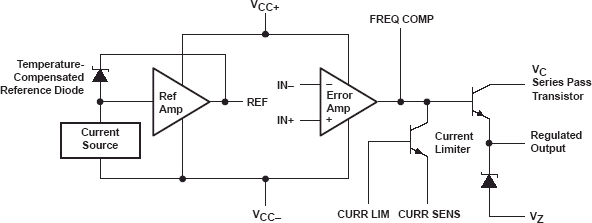 VCC+
FREQ COMP
Temperature-
Compensated
Reference Diode
Ref
Amp
REF
IN–
IN+
–
Error
Amp
+
Current
Source
VC
Series Pass
Transistor
Current
Limiter
Regulated
Output
VCC–
CURR LIM
CURR SENS
VZ